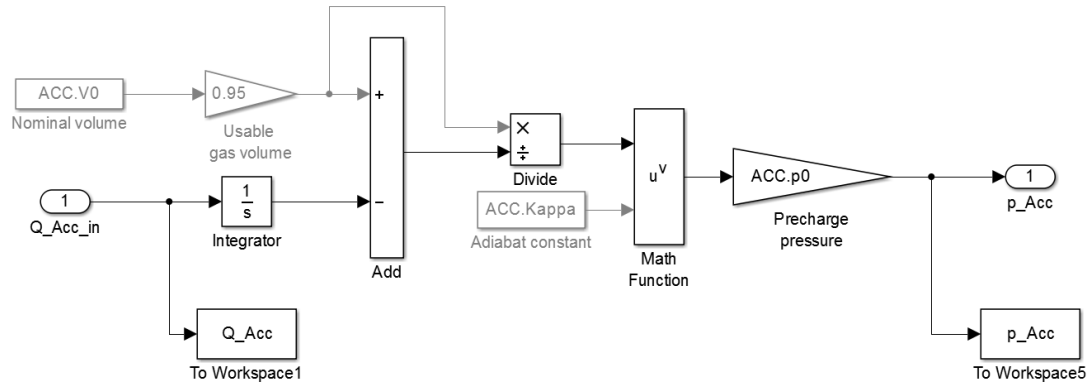 ACC.V0
Nominal volume
0.95
Usable
gas volume
+
−
Add
1
Q_Acc_in
1
s
Integrator
Q_Acc
To Workspace1
×
÷
Divide
ACC.Kappa
Adiabat constant
u^v
Math
Function
ACC.p0
Precharge
pressure
1
p_Acc
p_Acc
To Workspace5